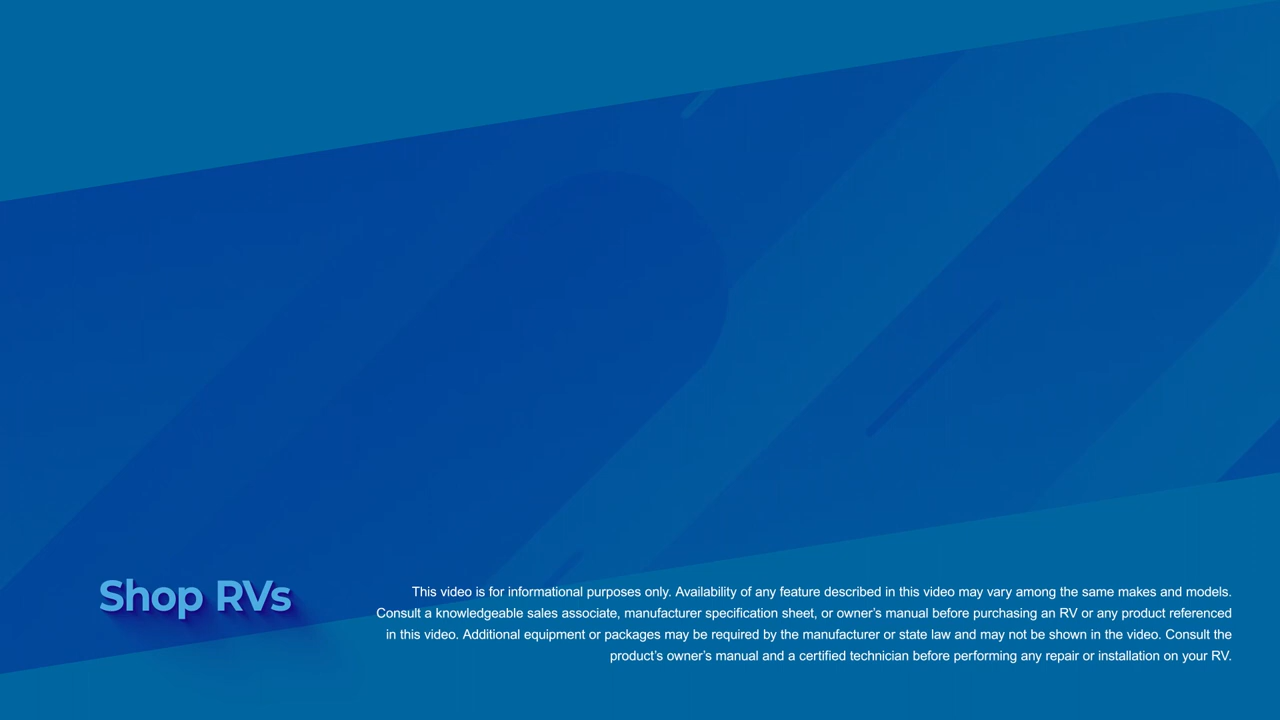 Shop RVs
This video is for informational purposes only. Availability of any feature described in this video may vary among the same makes and models.
Consult a knowledgeable sales associate, manufacturer specification sheet, or owner’s manual before purchasing an RV or any product referenced
in this video. Additional equipment or packages may be required by the manufacturer or state law and may not be shown in the video. Consult the
product’s owner’s manual and a certified technician before performing any repair or installation on your RV.